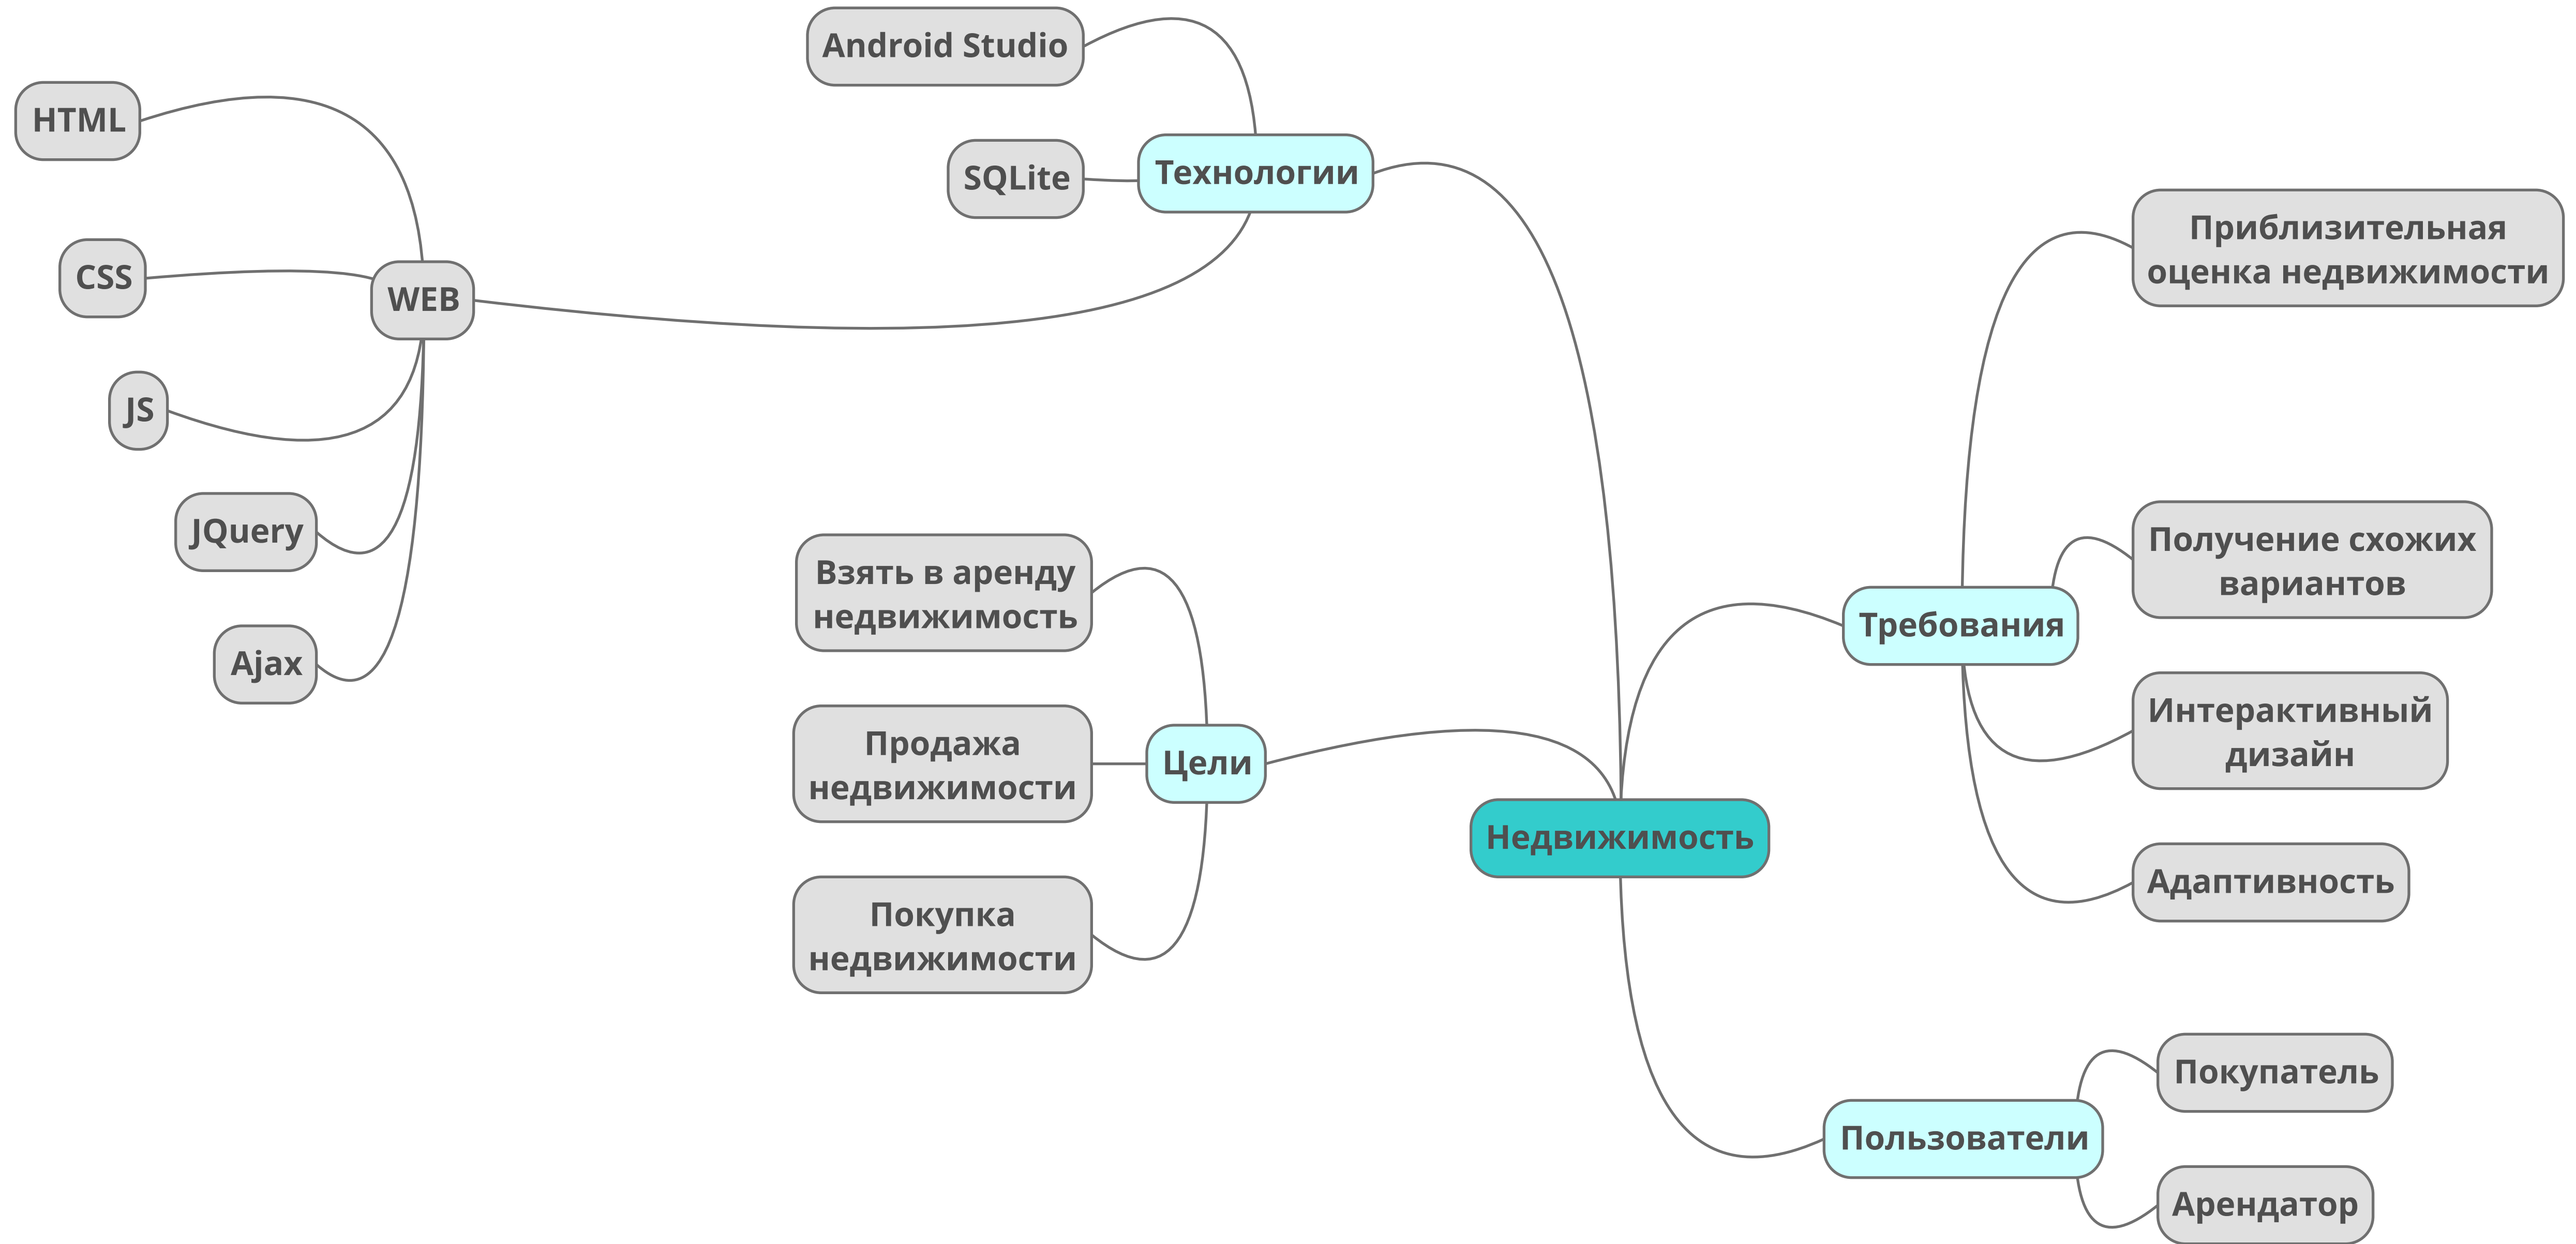 Android Studio
HTML
SQLite
Технологии
CSS
WEB
JS
JQuery
Ajax
Взять в аренду
недвижимость
Продажа
недвижимости
Цели
Покупка
недвижимости
Недвижимость
Приблизительная
оценка недвижимости
Получение схожих
вариантов
Требования
Интерактивный
дизайн
Адаптивность
Покупатель
Пользователи
Арендатор